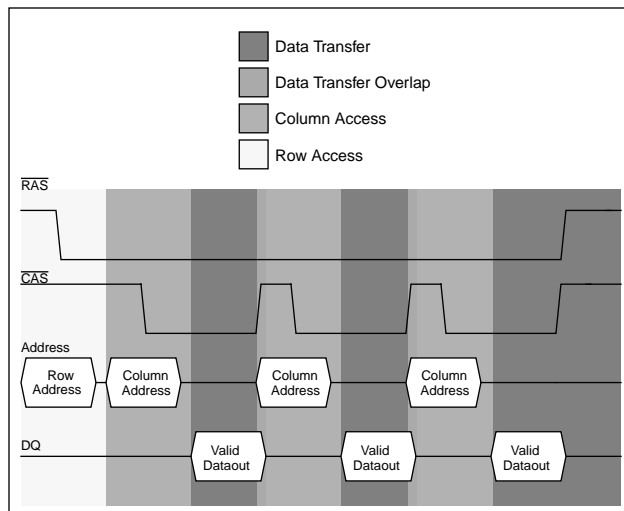 Data Transfer
Data Transfer Overlap
Column Access
Row Access
RAS
CAS
Address
Row
Address
Column
Address
Column
Address
Column
Address
DQ
Valid
Dataout
Valid
Dataout
Valid
Dataout